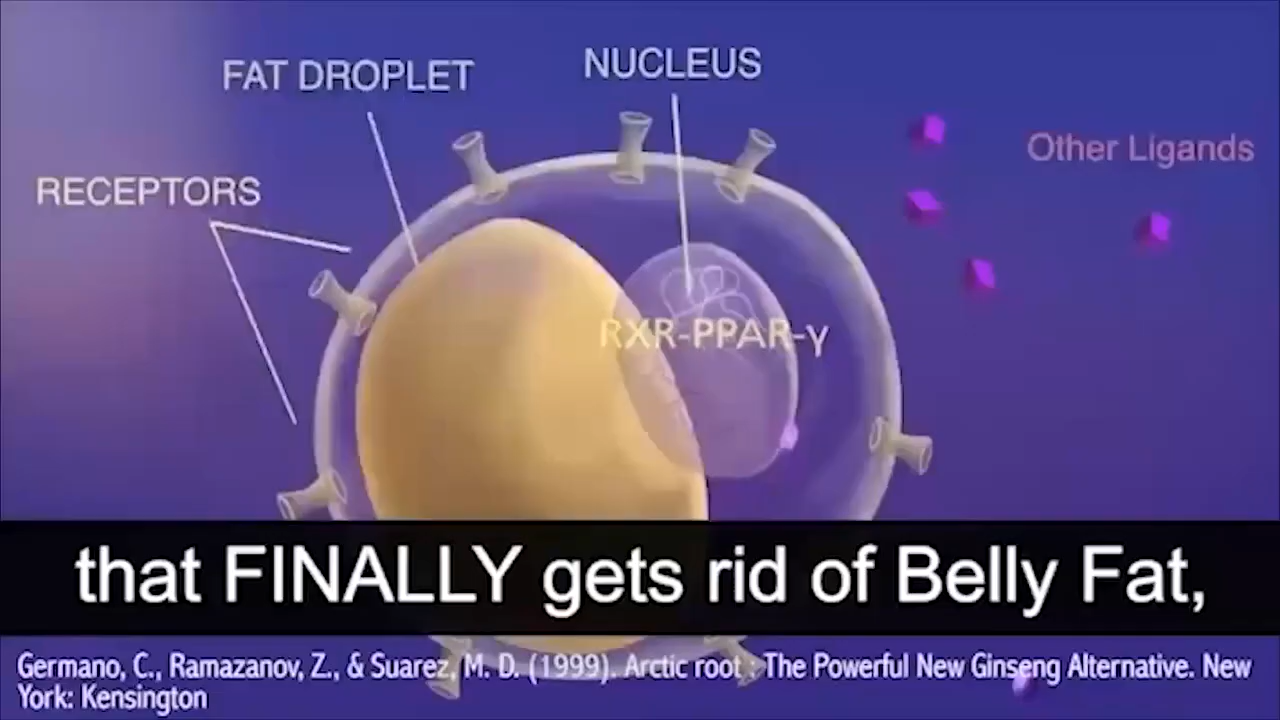 NUCLEUS
FAT DROPLET
Other Ligands
RECEPTORS
RXR-PPAR-γ
that FINALLY gets rid of Belly Fat,
Germano, C., Ramazanov, Z., & Suarez, M. D. (1999). Arctic root : The Powerful New Ginseng Alternative. New
York: Kensington